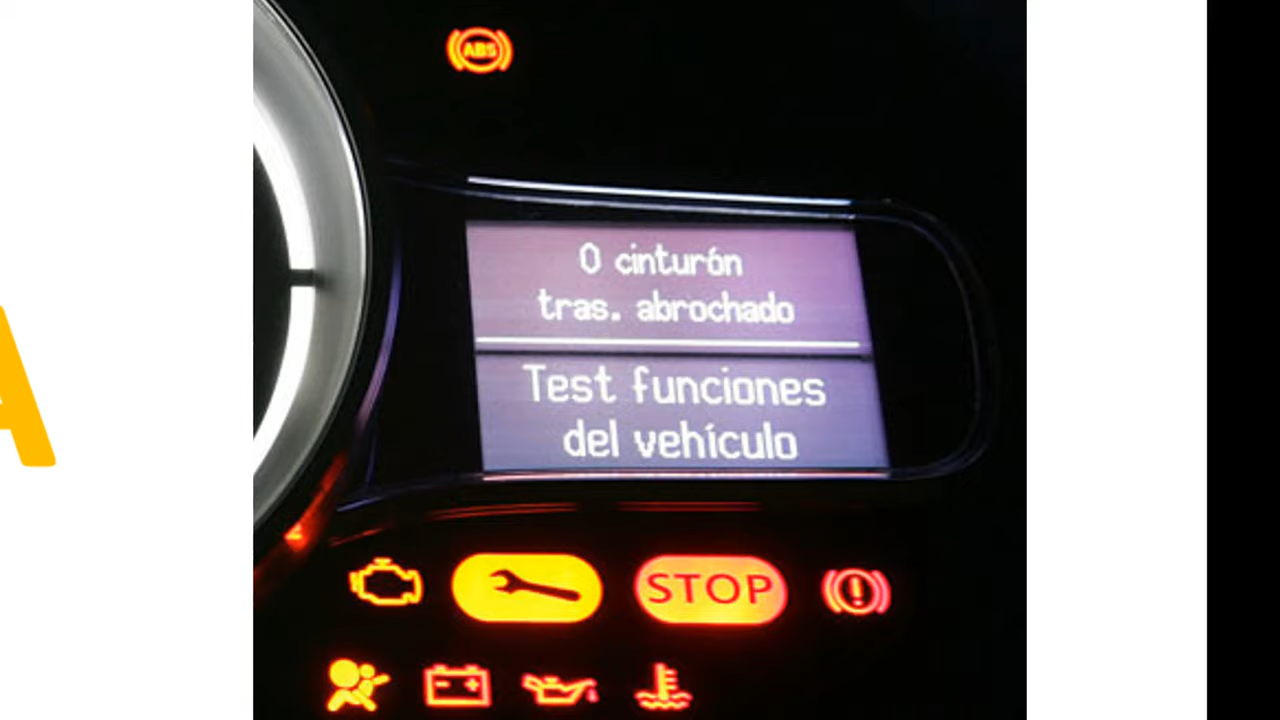 ABS
0 cinturón
tras. abrochado
Test funciones
del vehículo
STOP
A